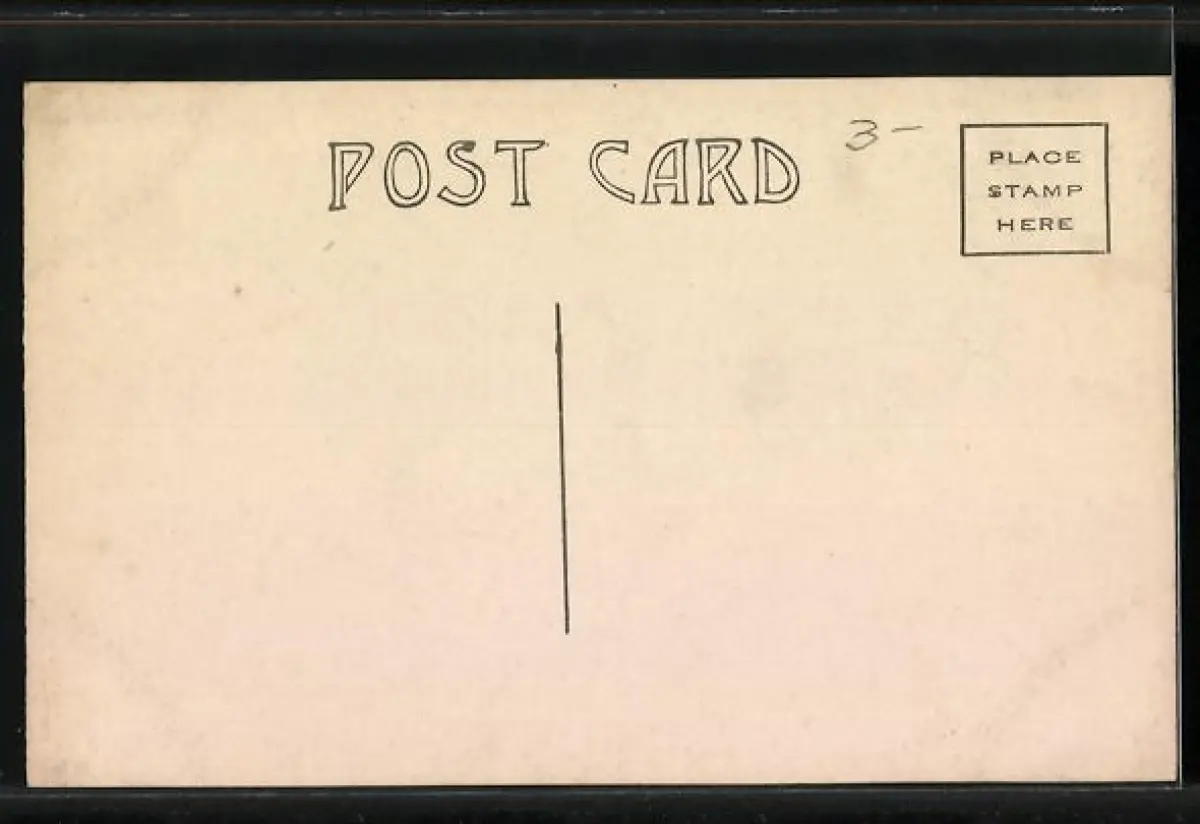 POST CARD
3-
PLACE
STAMP
HERE